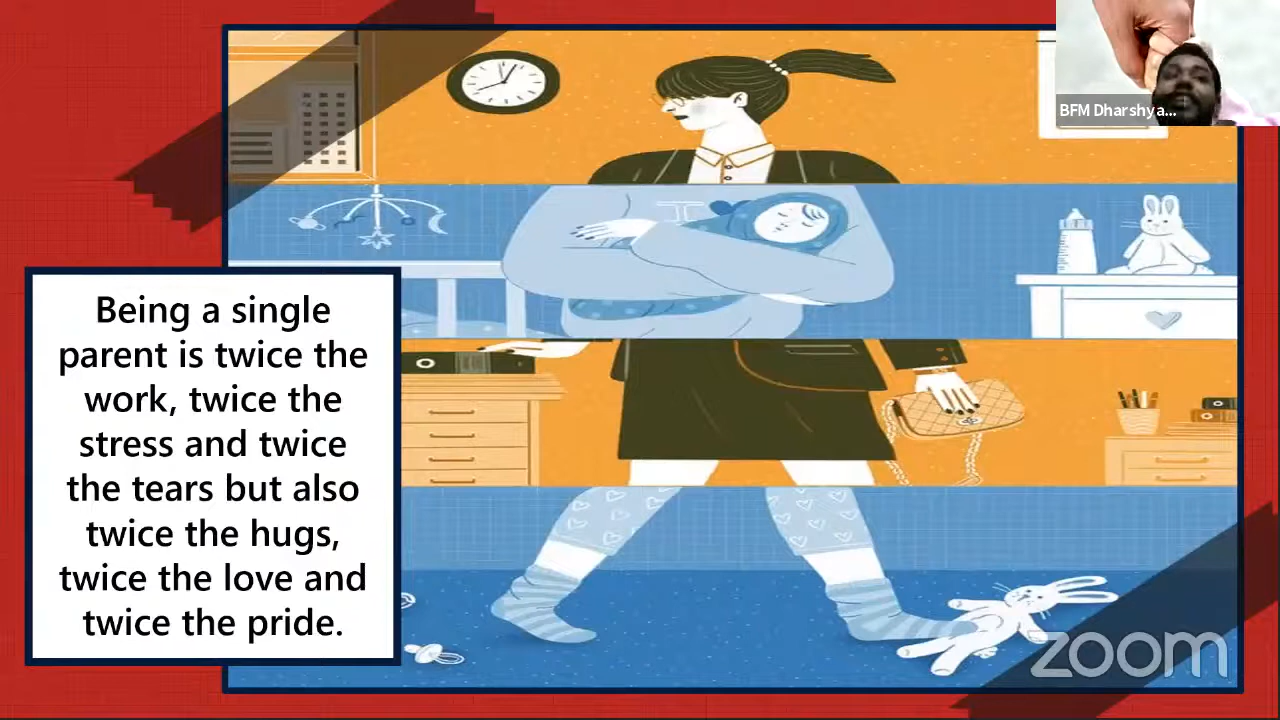 BFM Dharshya...
Being a single
parent is twice the
work, twice the
stress and twice
the tears but also
twice the hugs,
twice the love and
twice the pride.
zoom